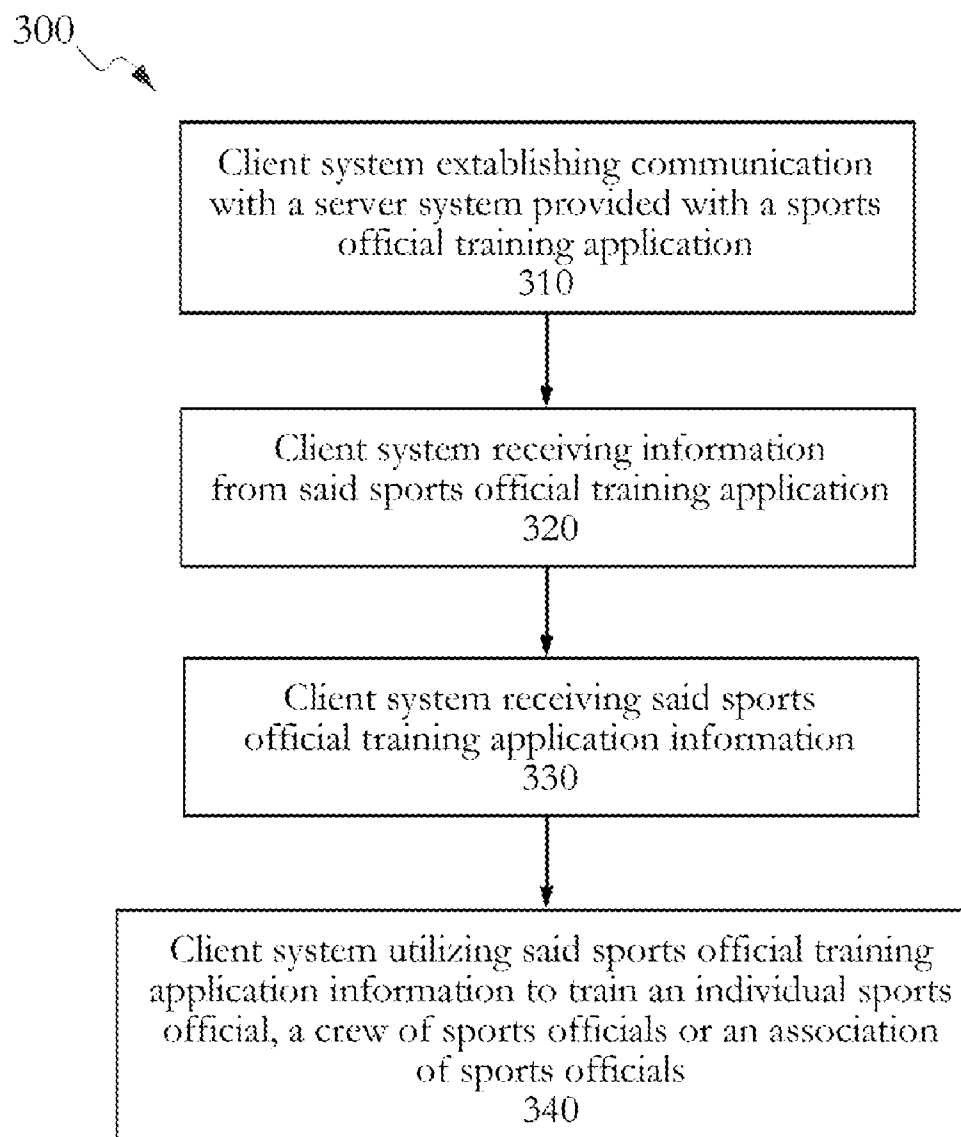 300
Client system extablishing communication
with a server system provided with a sports
official training application
310
Client system receiving information
from said sports official training application
320
Client system receiving said sports
official training application information
330
Client system utilizing said sports official training
application information to train an individual sports
official, a crew of sports officials or an association
of sports officials
340